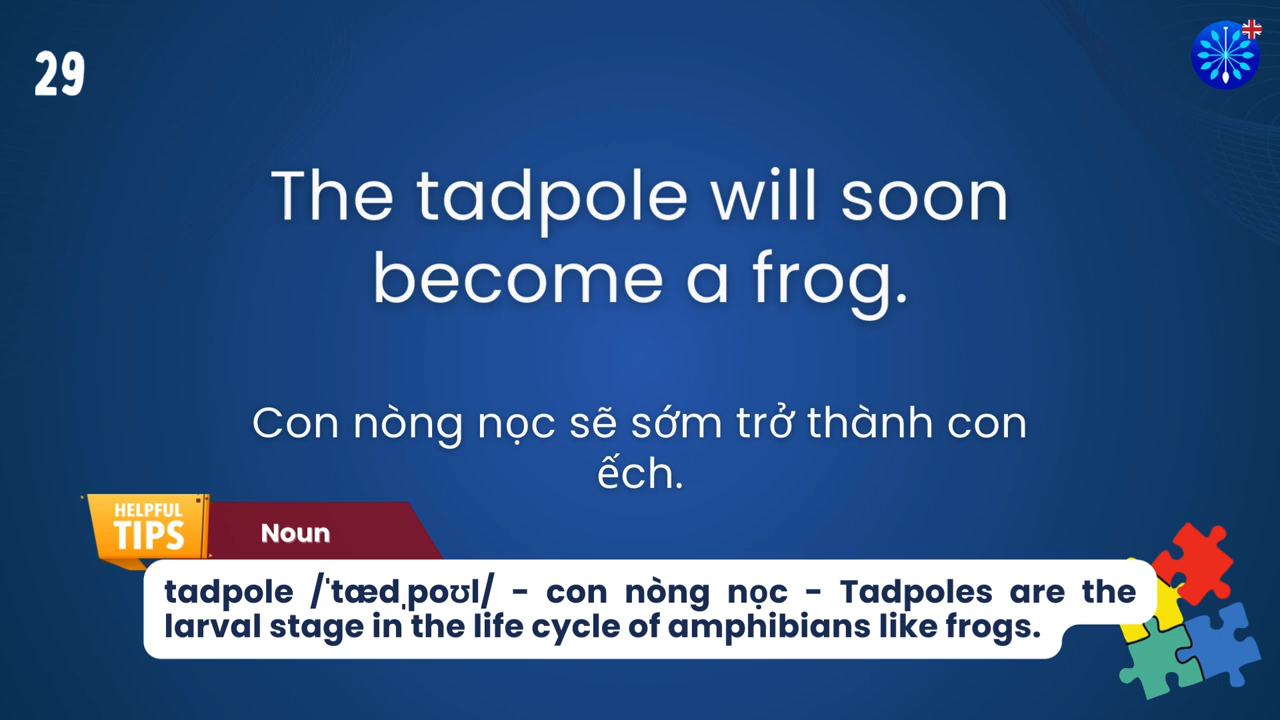 29
The tadpole will soon
become a frog.
Con nòng nọc sẽ sớm trở thành con
ếch.
HELPFUL
TIPS
Noun
tadpole /ˈtædˌpoʊl/ - con nòng nọc - Tadpoles are the
larval stage in the life cycle of amphibians like frogs.